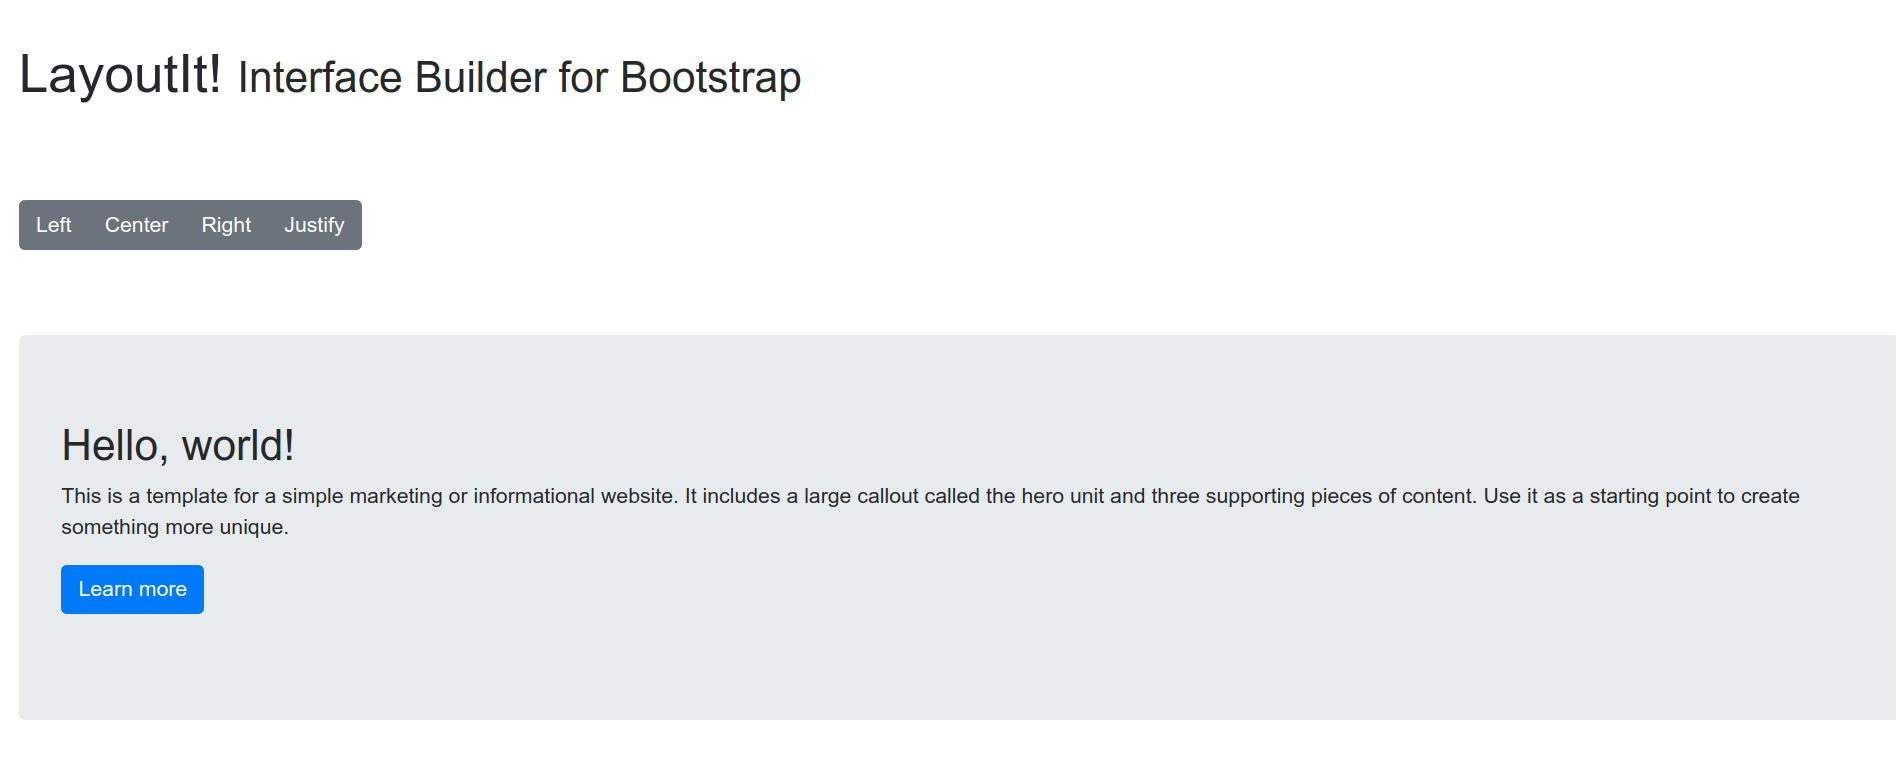 LayoutIt! Interface Builder for Bootstrap
Left Center Right Justify
Hello, world!
This is a template for a simple marketing or informational website. It includes a large callout called the hero unit and three supporting pieces of content. Use it as a starting point to create
something more unique.
Learn more